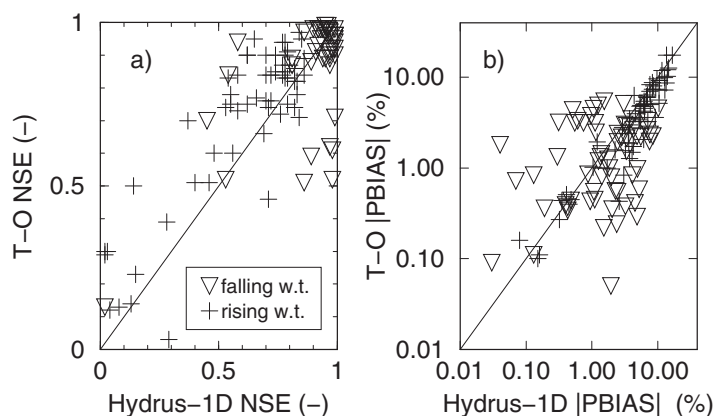 a)
T−O NSE (−)
1
0.5
0
0
0.5
1
Hydrus−1D NSE (−)
falling w.t.
rising w.t.
b)
T−O |PBIAS| (%)
10.00
1.00
0.10
0.01
0.01
0.10
1.00
10.00
Hydrus−1D |PBIAS| (%)